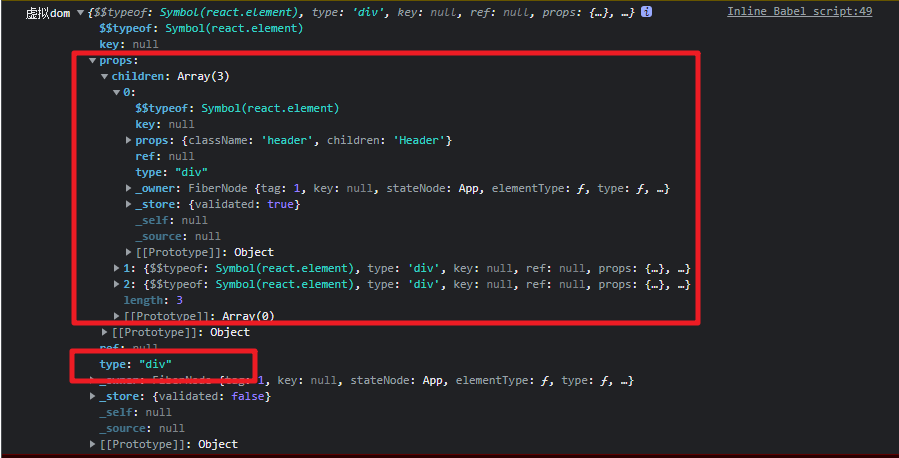 虚拟dom ▼{$$typeof: Symbol(react.element), type: 'div', key: null, ref: null, props: {…}, …} i Inline Babel script:49
$$typeof: Symbol(react.element)
key: null
▼props:
▼children: Array(3)
▼0:
$$typeof: Symbol(react.element)
key: null
▶props: {className: 'header', children: 'Header'}
ref: null
type: "div"
▶_owner: FiberNode {tag: 1, key: null, stateNode: App, elementType: ƒ, type: ƒ, …}
▶_store: {validated: true}
_self: null
_source: null
▶[[Prototype]]: Object
▶1: {$$typeof: Symbol(react.element), type: 'div', key: null, ref: null, props: {…}, …}
▶2: {$$typeof: Symbol(react.element), type: 'div', key: null, ref: null, props: {…}, …}
length: 3
▶[[Prototype]]: Array(0)
▶[[Prototype]]: Object
ref: null
type: "div"
▶_owner: FiberNode {tag: 1, key: null, stateNode: App, elementType: ƒ, type: ƒ, …}
▶_store: {validated: false}
_self: null
_source: null
▶[[Prototype]]: Object